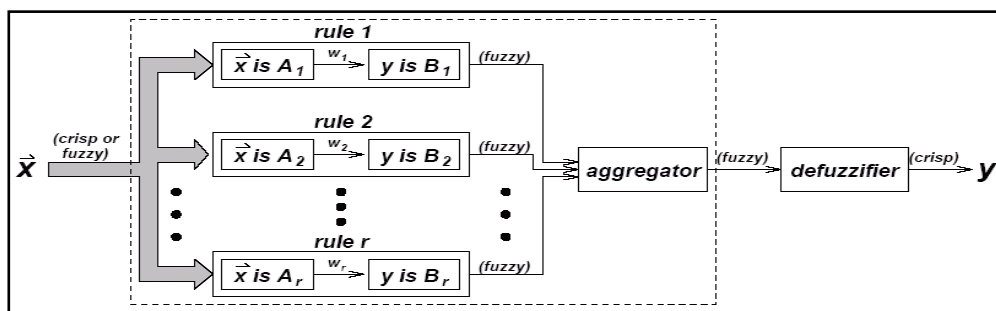 rule 1
x⃗ is A₁ w₁ y is B₁ (fuzzy)
(crisp or
fuzzy)
x⃗
rule 2
x⃗ is A₂ w₂ y is B₂ (fuzzy)
aggregator (fuzzy) defuzzifier (crisp) y
rule r
x⃗ is Aᵣ wᵣ y is Bᵣ (fuzzy)